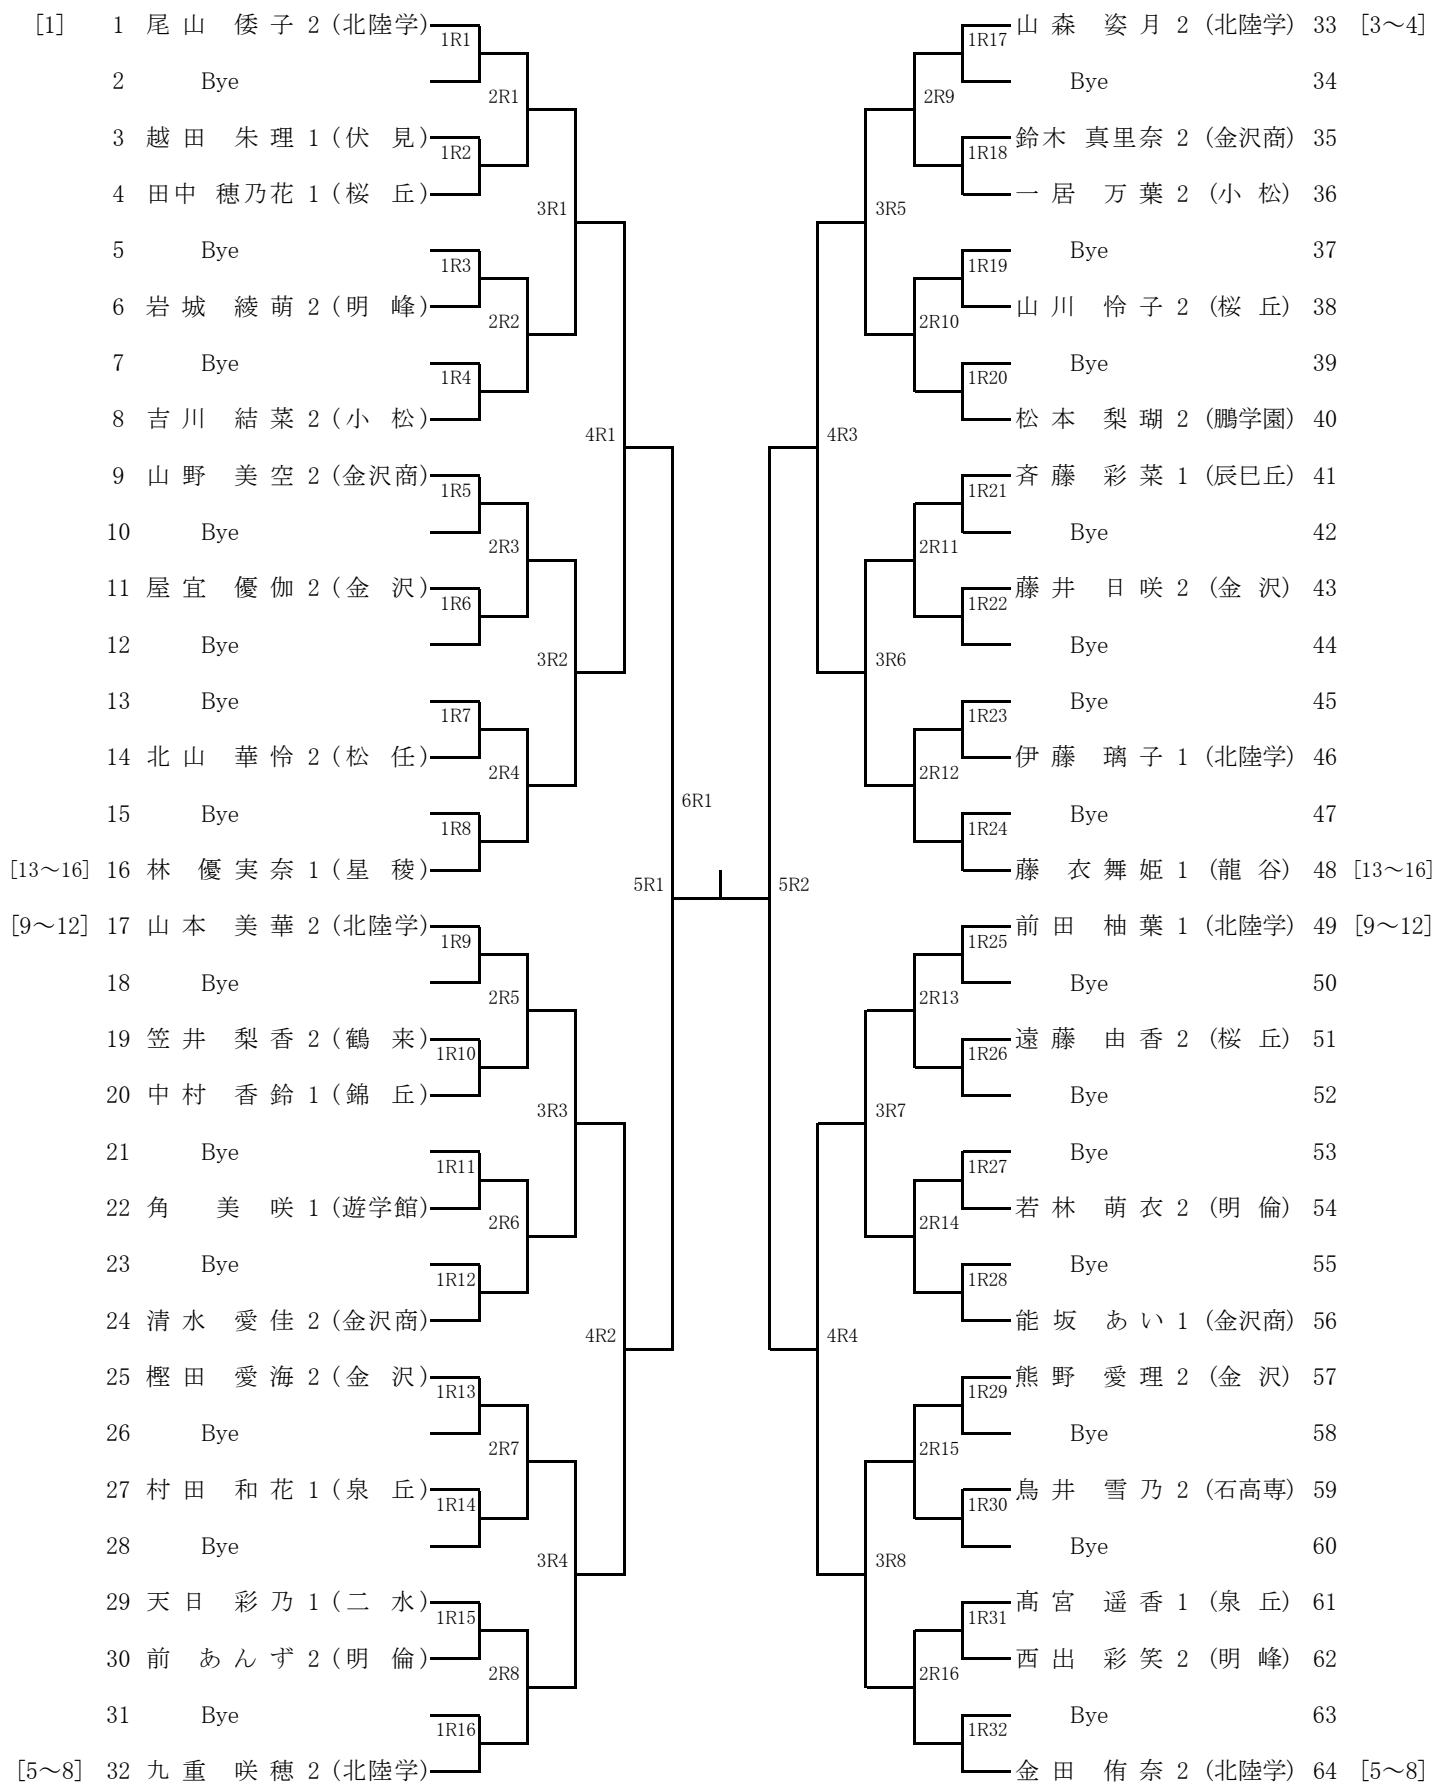 [1] 1 尾山 倭子 2 (北陸学)
1R1
2 Bye
2R1
3 越田 朱理 1 (伏見)
1R2
4 田中 穂乃花 1 (桜丘)
3R1
5 Bye
1R3
6 岩城 綾萌 2 (明峰)
2R2
7 Bye
1R4
8 吉川 結菜 2 (小松)
4R1
9 山野 美空 2 (金沢商)
1R5
10 Bye
2R3
11 屋宜 優伽 2 (金沢)
1R6
12 Bye
3R2
13 Bye
1R7
14 北山 華怜 2 (松任)
2R4
15 Bye
1R8
[13～16] 16 林 優実奈 1 (星稜)
5R1
[9～12] 17 山本 美華 2 (北陸学)
1R9
18 Bye
2R5
19 笠井 梨香 2 (鶴来)
1R10
20 中村 香鈴 1 (錦丘)
3R3
21 Bye
1R11
22 角 美咲 1 (遊学館)
2R6
23 Bye
1R12
24 清水 愛佳 2 (金沢商)
4R2
25 樫田 愛海 2 (金沢)
1R13
26 Bye
2R7
27 村田 和花 1 (泉丘)
1R14
28 Bye
3R4
29 天日 彩乃 1 (二水)
1R15
30 前 あんず 2 (明倫)
2R8
31 Bye
1R16
[5～8] 32 九重 咲穂 2 (北陸学)
6R1
山森 姿月 2 (北陸学) 33 [3～4]
1R17
Bye 34
2R9
鈴木 真里奈 2 (金沢商) 35
1R18
一居 万葉 2 (小松) 36
3R5
Bye 37
1R19
山川 怜子 2 (桜丘) 38
2R10
Bye 39
1R20
松本 梨瑚 2 (鵬学園) 40
4R3
斉藤 彩菜 1 (辰巳丘) 41
1R21
Bye 42
2R11
藤井 日咲 2 (金沢) 43
1R22
Bye 44
3R6
Bye 45
1R23
伊藤 璃子 1 (北陸学) 46
2R12
Bye 47
1R24
藤 衣舞姫 1 (龍谷) 48 [13～16]
5R2
前田 柚葉 1 (北陸学) 49 [9～12]
1R25
Bye 50
2R13
遠藤 由香 2 (桜丘) 51
1R26
Bye 52
3R7
Bye 53
1R27
若林 萌衣 2 (明倫) 54
2R14
Bye 55
1R28
能坂 あい 1 (金沢商) 56
4R4
熊野 愛理 2 (金沢) 57
1R29
Bye 58
2R15
鳥井 雪乃 2 (石高専) 59
1R30
Bye 60
3R8
髙宮 遥香 1 (泉丘) 61
1R31
西出 彩笑 2 (明峰) 62
2R16
Bye 63
1R32
金田 侑奈 2 (北陸学) 64 [5～8]